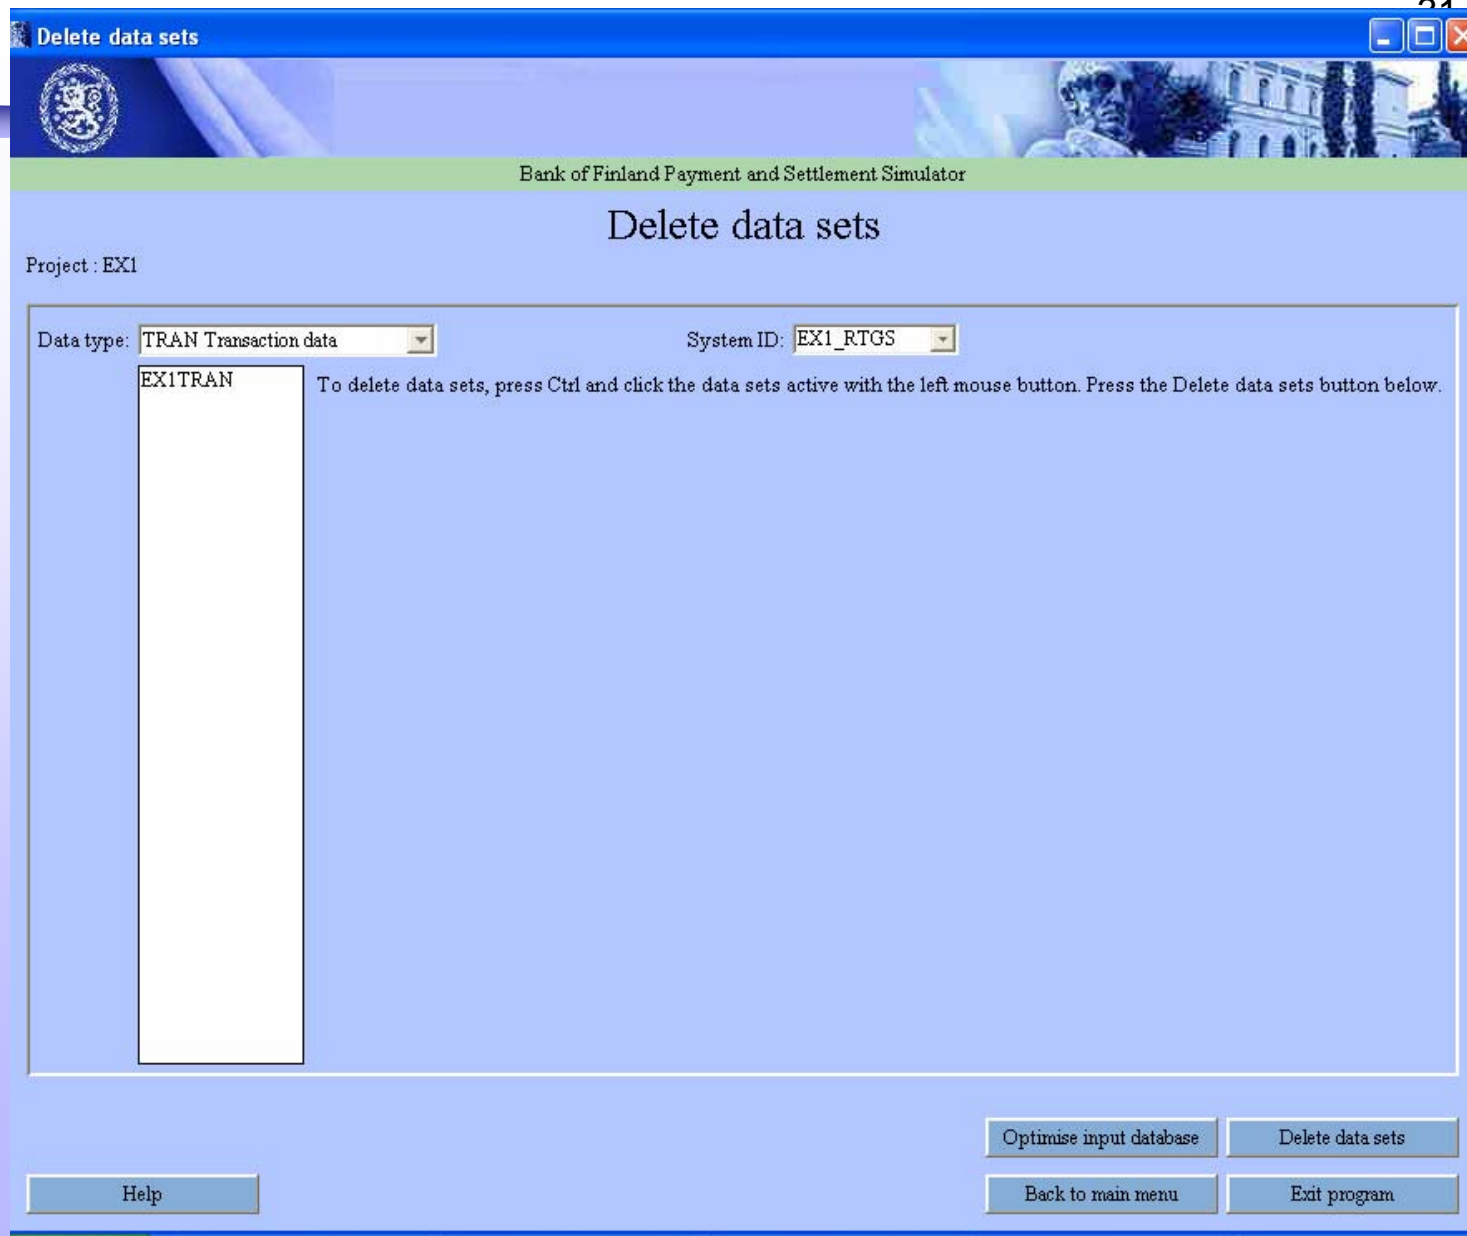 Delete data sets
Bank of Finland Payment and Settlement Simulator
Delete data sets
Project : EX1
Data type: TRAN Transaction data System ID: EX1_RTGS
EX1TRAN
To delete data sets, press Ctrl and click the data sets active with the left mouse button. Press the Delete data sets button below.
Optimise input database Delete data sets
Help Back to main menu Exit program